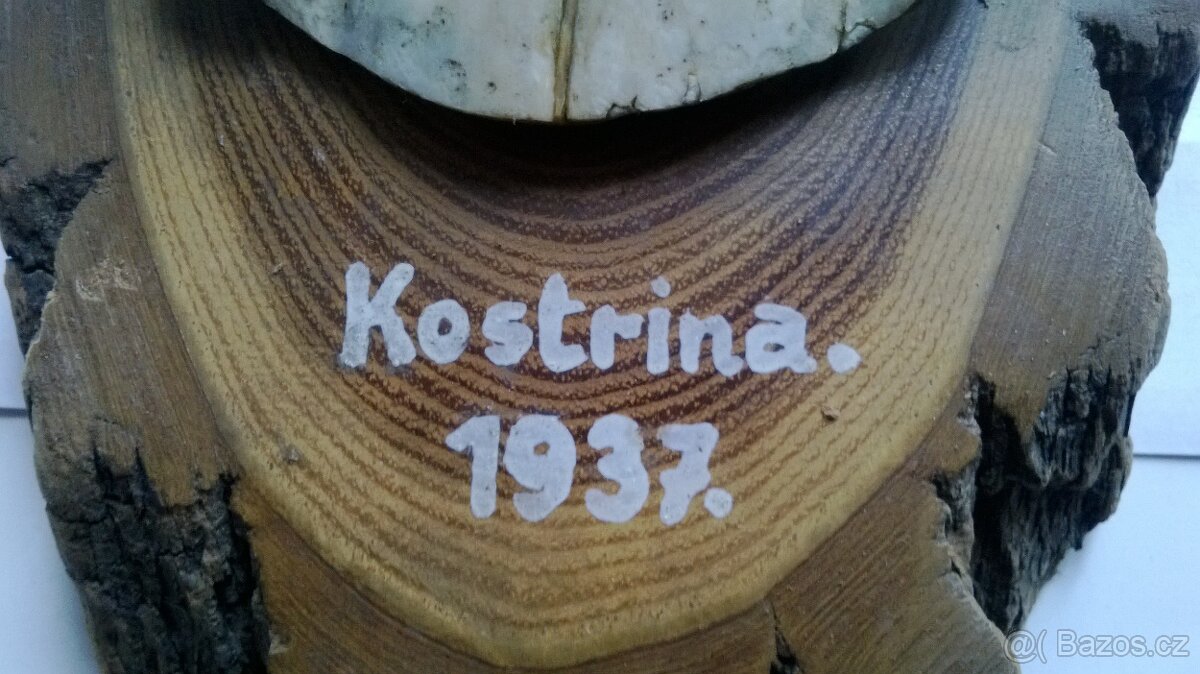 Kostrina.
1937.
@( Bazos.cz